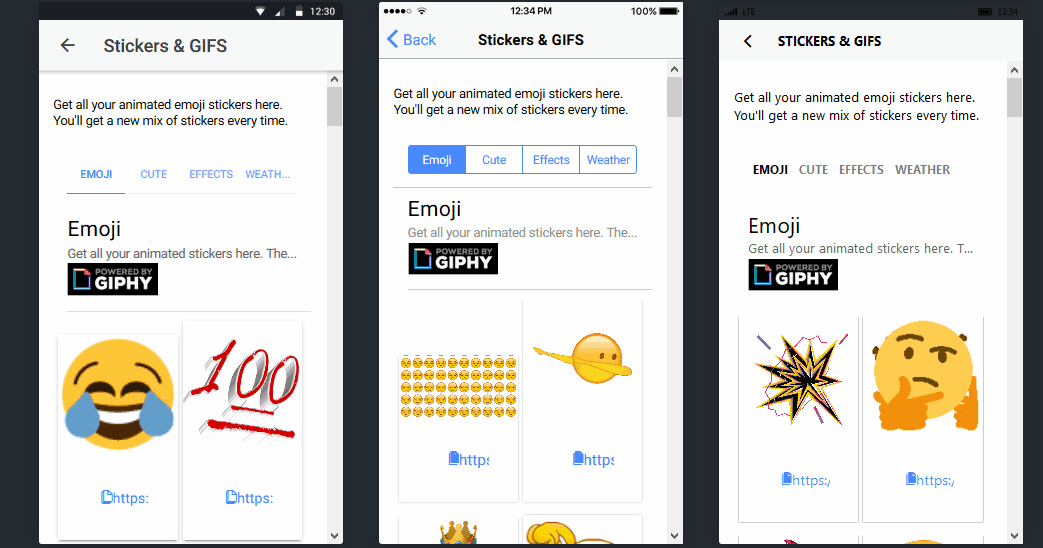 12:30
Stickers & GIFS
Get all your animated emoji stickers here.
You'll get a new mix of stickers every time.
EMOJI CUTE EFFECTS WEATH...
Emoji
Get all your animated stickers here. The...
POWERED BY
GIPHY
100
https:
https:
12:34 PM 100%
Back Stickers & GIFS
Get all your animated emoji stickers here.
You'll get a new mix of stickers every time.
Emoji Cute Effects Weather
Emoji
Get all your animated stickers here. The...
POWERED BY
GIPHY
https
https
LTE 12:34
STICKERS & GIFS
Get all your animated emoji stickers here.
You'll get a new mix of stickers every time.
EMOJI CUTE EFFECTS WEATHER
Emoji
Get all your animated stickers here. T...
POWERED BY
GIPHY
https:/
https:/